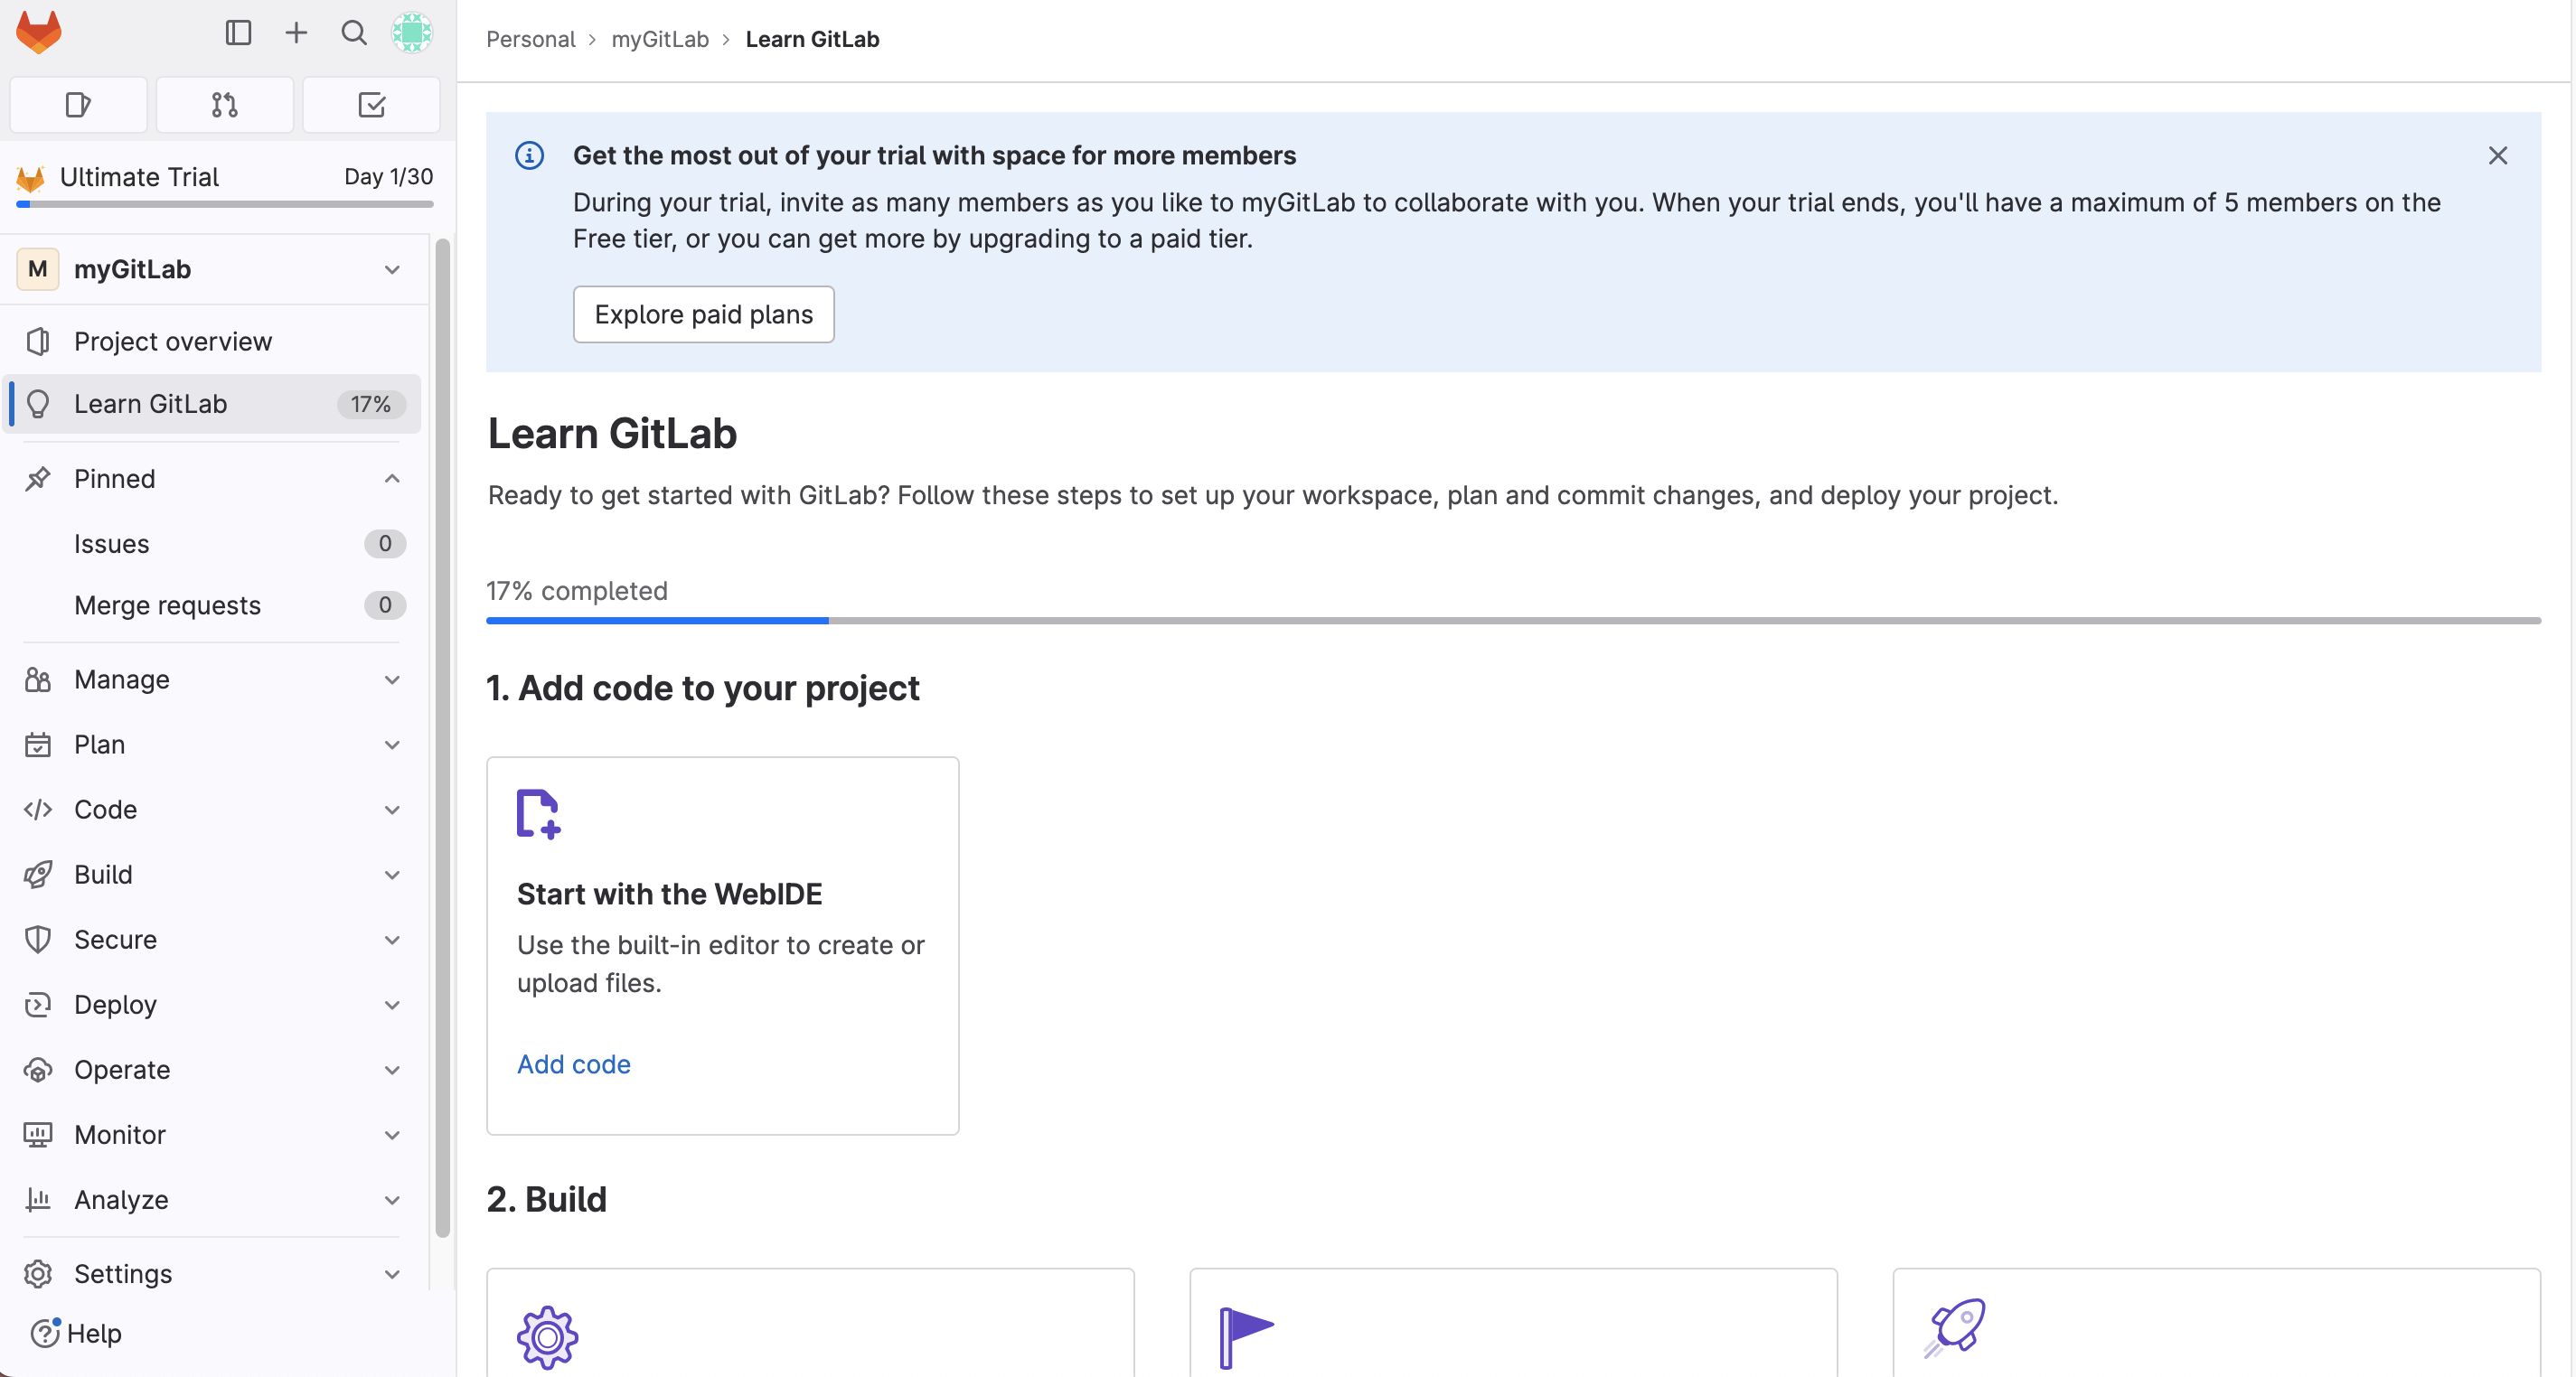 Ultimate Trial
Day 1/30
M
myGitLab
Project overview
Learn GitLab
17%
Pinned
Issues
0
Merge requests
0
Manage
Plan
Code
Build
Secure
Deploy
Operate
Monitor
Analyze
Settings
Help
Personal
myGitLab
Learn GitLab
Get the most out of your trial with space for more members
During your trial, invite as many members as you like to myGitLab to collaborate with you. When your trial ends, you'll have a maximum of 5 members on the
Free tier, or you can get more by upgrading to a paid tier.
Explore paid plans
Learn GitLab
Ready to get started with GitLab? Follow these steps to set up your workspace, plan and commit changes, and deploy your project.
17% completed
1. Add code to your project
Start with the WebIDE
Use the built-in editor to create or
upload files.
Add code
2. Build